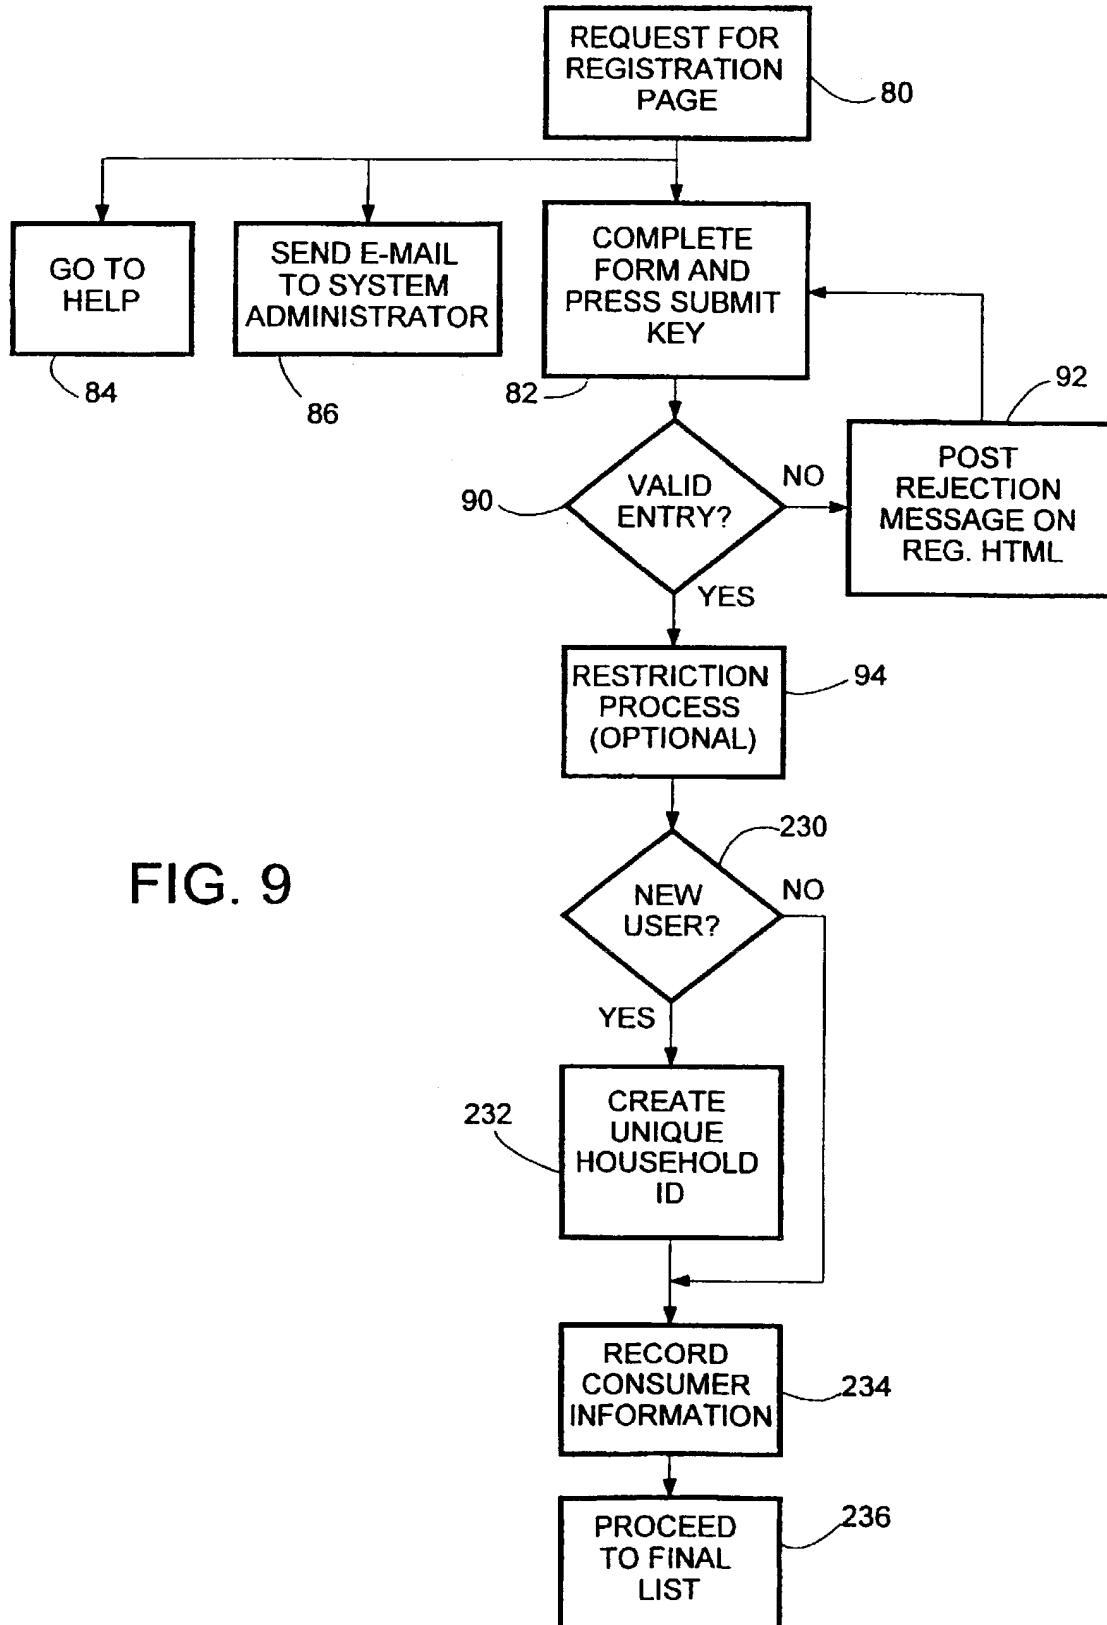 REQUEST FOR
REGISTRATION
PAGE
80
GO TO
HELP
84
SEND E-MAIL
TO SYSTEM
ADMINISTRATOR
86
COMPLETE
FORM AND
PRESS SUBMIT
KEY
82
92
POST
REJECTION
MESSAGE ON
REG. HTML
90
VALID
ENTRY?
NO
YES
RESTRICTION
PROCESS
(OPTIONAL)
94
230
FIG. 9
NEW
USER?
NO
YES
232
CREATE
UNIQUE
HOUSEHOLD
ID
RECORD
CONSUMER
INFORMATION
234
PROCEED
TO FINAL
LIST
236